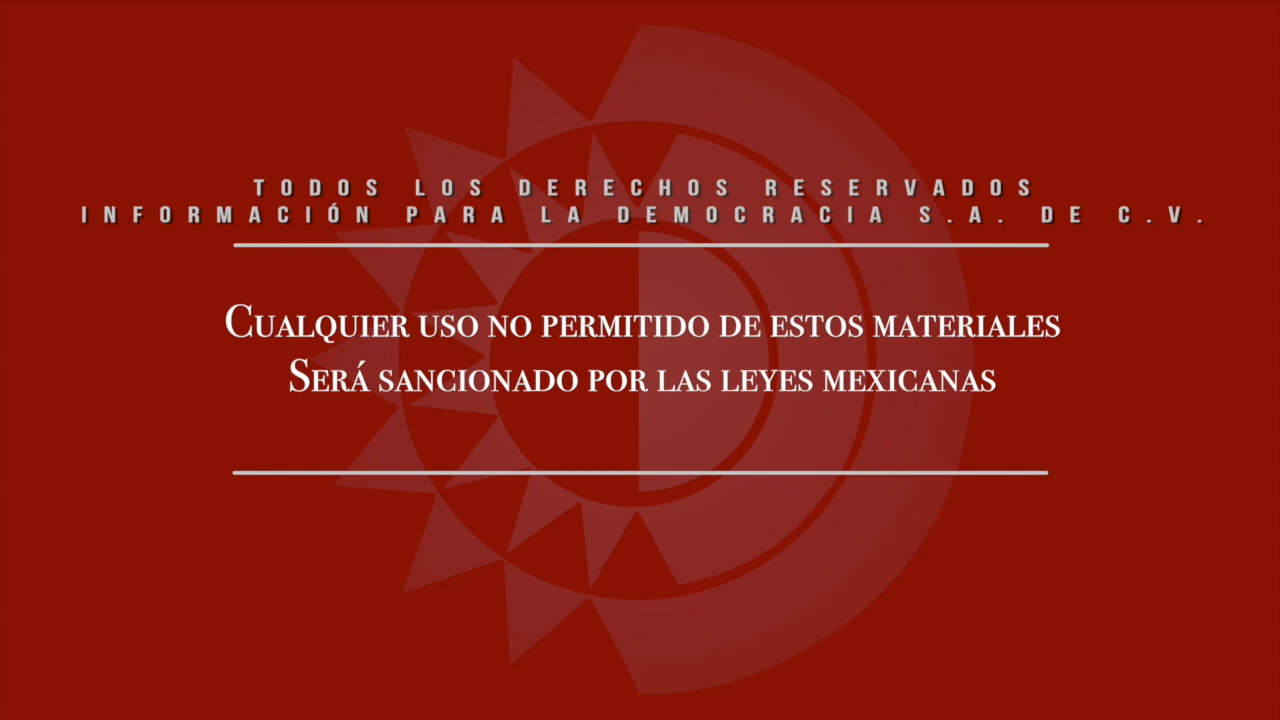 TODOS LOS DERECHOS RESERVADOS
INFORMACIÓN PARA LA DEMOCRACIA S.A. DE C.V.
Cualquier uso no permitido de estos materiales
Será sancionado por las leyes mexicanas